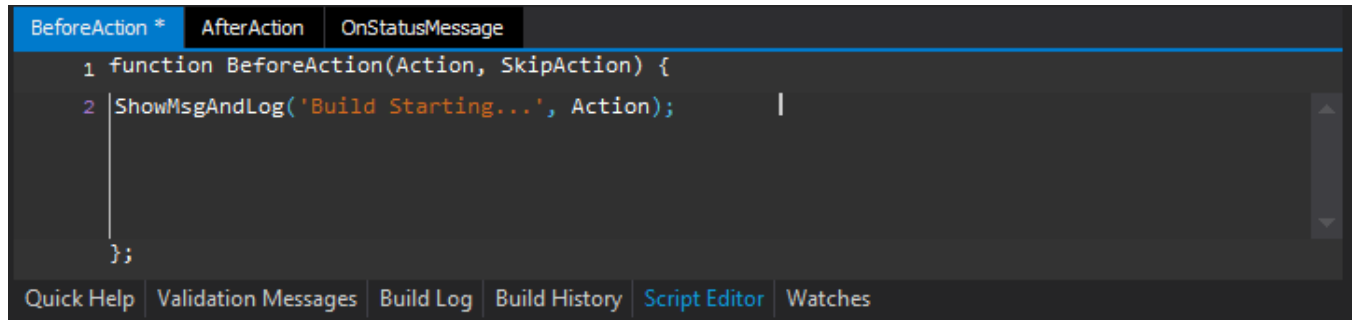 BeforeAction * AfterAction OnStatusMessage
1 function BeforeAction(Action, SkipAction) {
2 ShowMsgAndLog('Build Starting...', Action);
};
Quick Help Validation Messages Build Log Build History Script Editor Watches